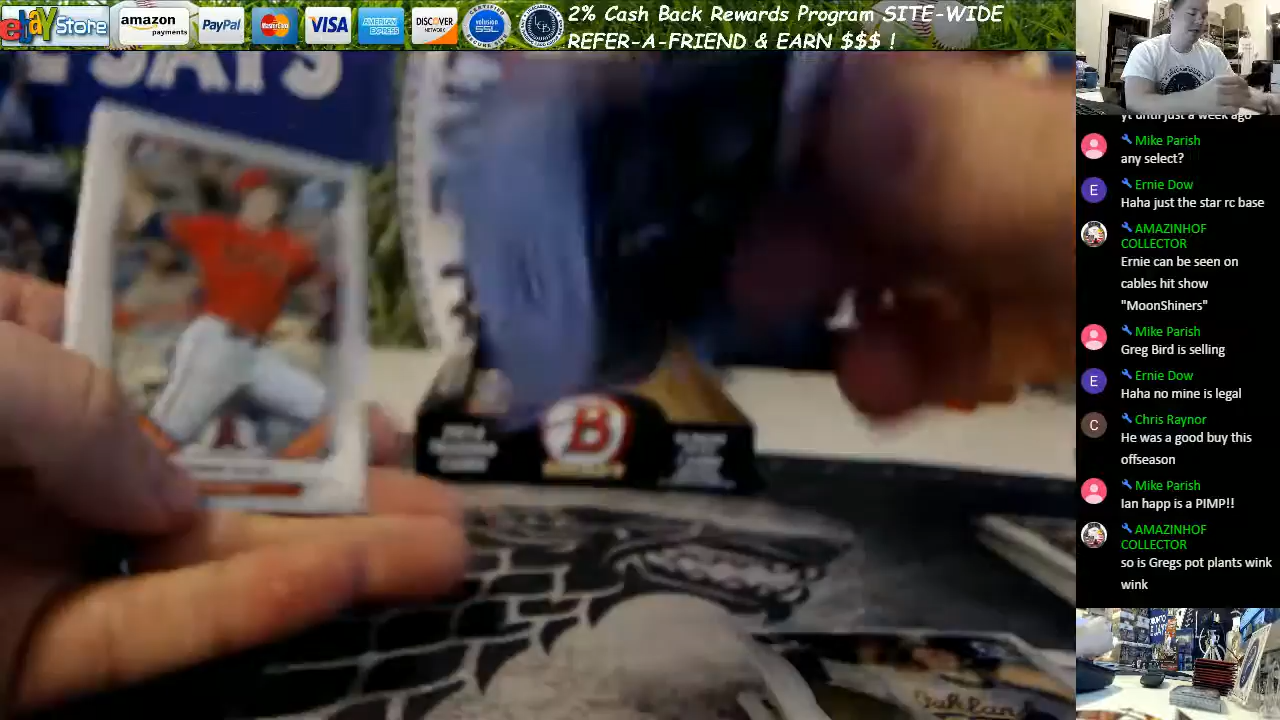 ebay Store
amazon
payments
PayPal
MasterCard
VISA
AMERICAN
EXPRESS
DISCOVER
NETWORK
volusion
SSL
2% Cash Back Rewards Program SITE-WIDE
REFER-A-FRIEND & EARN $$$ !
E JAYS
B
yt until just a week ago
Mike Parish
any select?
E
Ernie Dow
Haha just the star rc base
AMAZINHOF
COLLECTOR
Ernie can be seen on
cables hit show
"MoonShiners"
Mike Parish
Greg Bird is selling
E
Ernie Dow
Haha no mine is legal
C
Chris Raynor
He was a good buy this
offseason
Mike Parish
Ian happ is a PIMP!!
AMAZINHOF
COLLECTOR
so is Gregs pot plants wink
wink